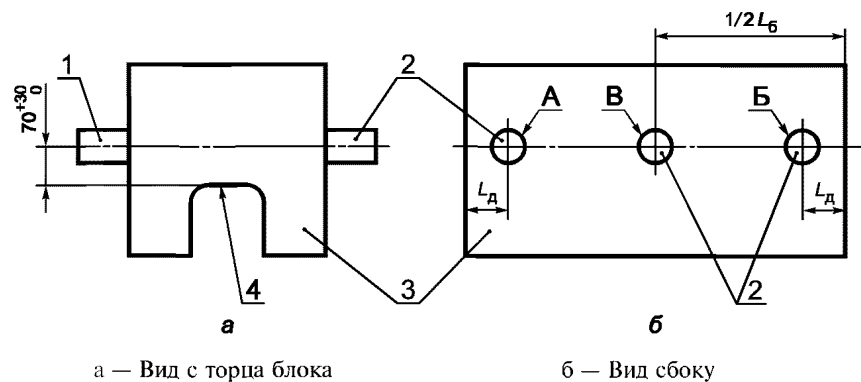 1/2 Lб
1
2
А
В
Б
70 +30 0
Lд
Lд
4
3
2
а
б
а — Вид с торца блока
б — Вид сбоку